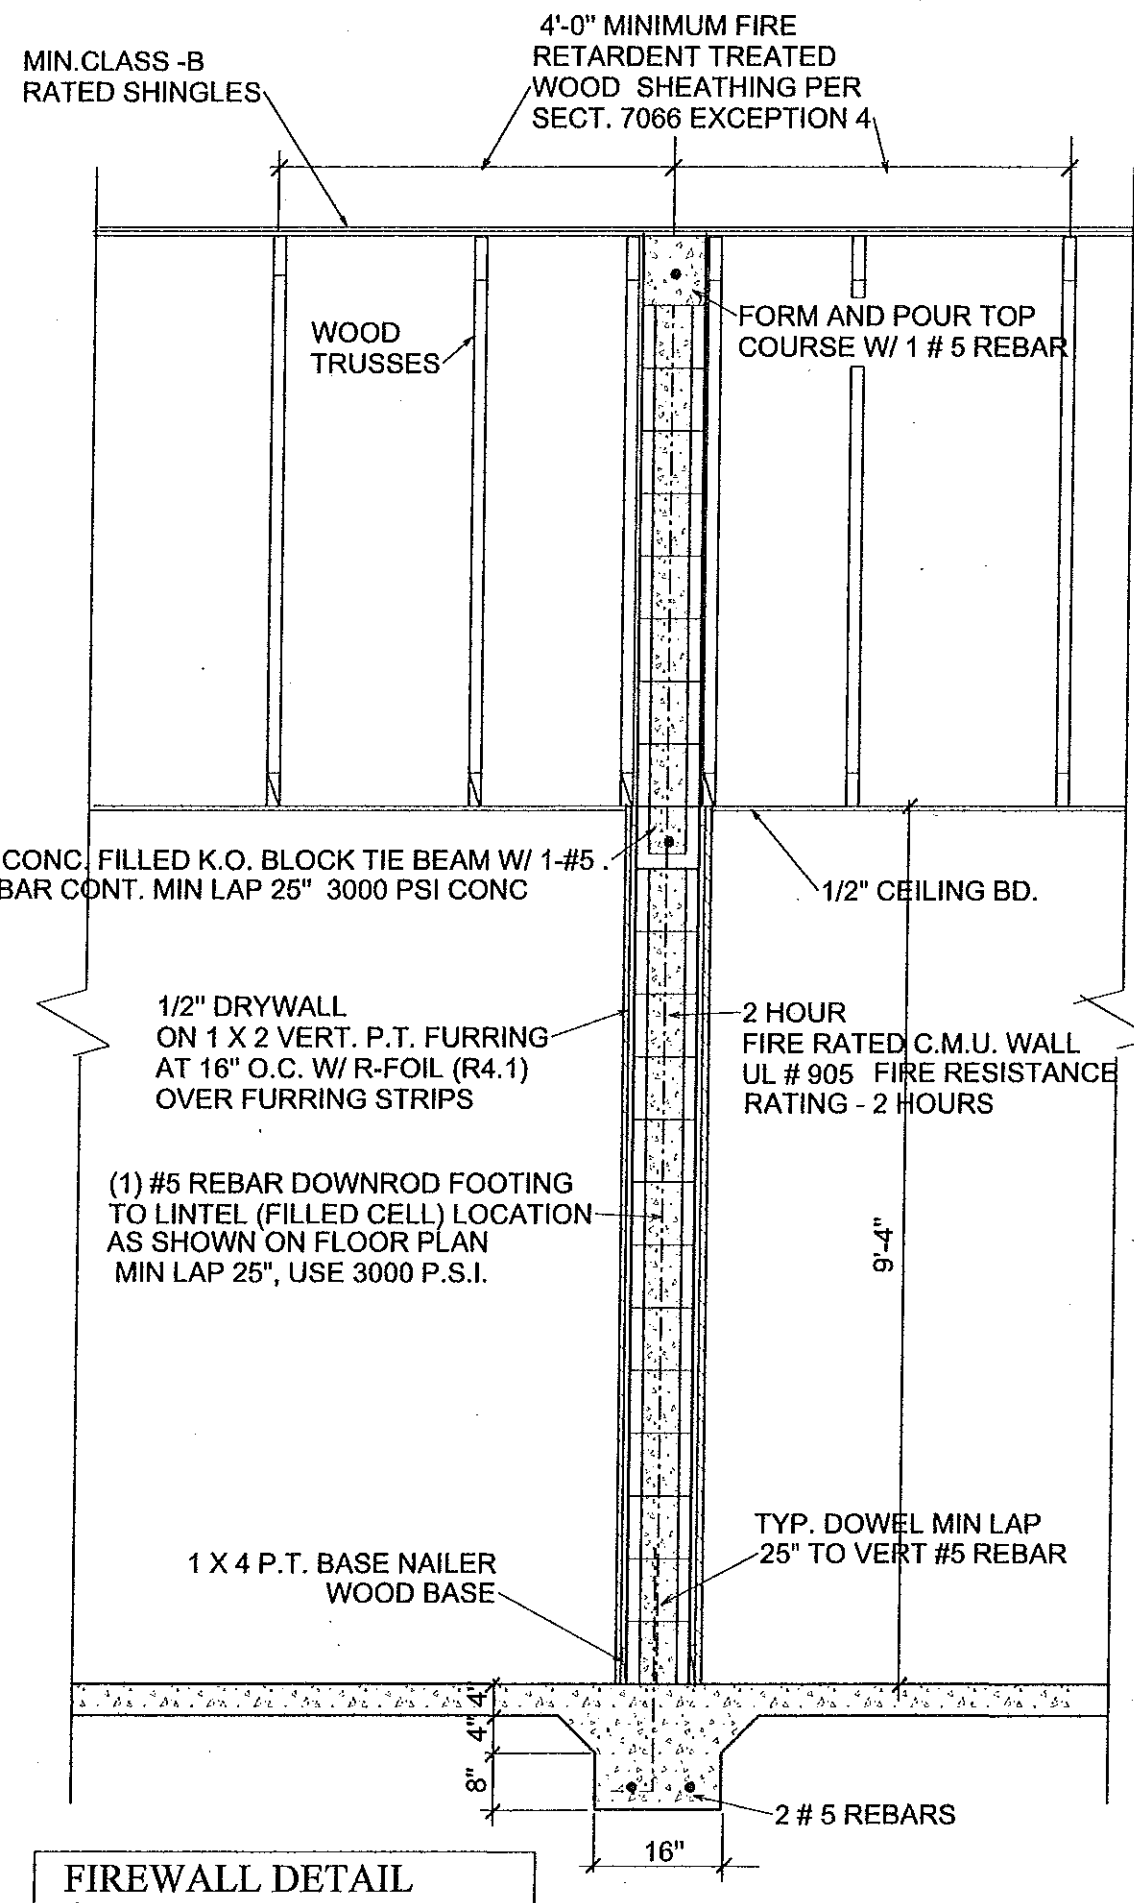 MIN.CLASS -B
RATED SHINGLES
4'-0" MINIMUM FIRE
RETARDENT TREATED
WOOD SHEATHING PER
SECT. 7066 EXCEPTION 4
WOOD
TRUSSES
FORM AND POUR TOP
COURSE W/ 1 # 5 REBAR
CONC. FILLED K.O. BLOCK TIE BEAM W/ 1-#5
BAR CONT. MIN LAP 25" 3000 PSI CONC
1/2" CEILING BD.
1/2" DRYWALL
ON 1 X 2 VERT. P.T. FURRING
AT 16" O.C. W/ R-FOIL (R4.1)
OVER FURRING STRIPS
2 HOUR
FIRE RATED C.M.U. WALL
UL # 905 FIRE RESISTANCE
RATING - 2 HOURS
(1) #5 REBAR DOWNROD FOOTING
TO LINTEL (FILLED CELL) LOCATION
AS SHOWN ON FLOOR PLAN
MIN LAP 25", USE 3000 P.S.I.
9'-4"
TYP. DOWEL MIN LAP
25" TO VERT #5 REBAR
1 X 4 P.T. BASE NAILER
WOOD BASE
4"
4"
8"
2 # 5 REBARS
16"
FIREWALL DETAIL